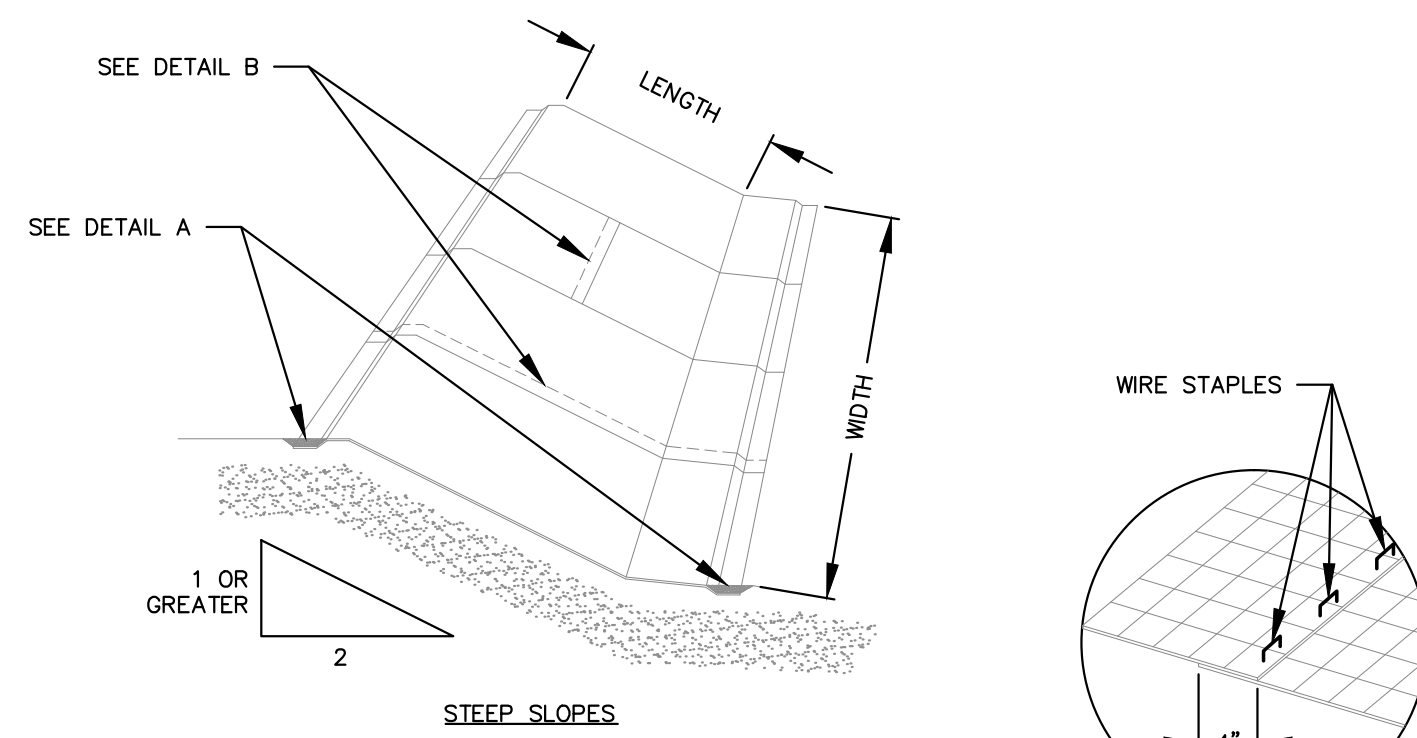 SEE DETAIL B
LENGTH
SEE DETAIL A
WIDTH
WIRE STAPLES
1 OR
GREATER
2
STEEP SLOPES